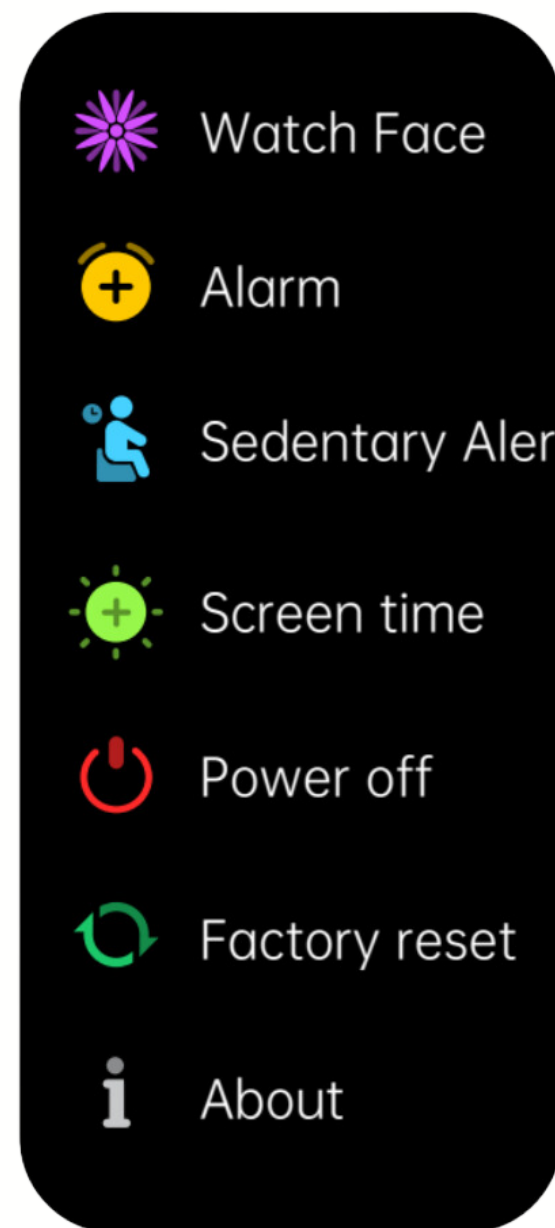 Watch Face
Alarm
Sedentary Aler
Screen time
Power off
Factory reset
About